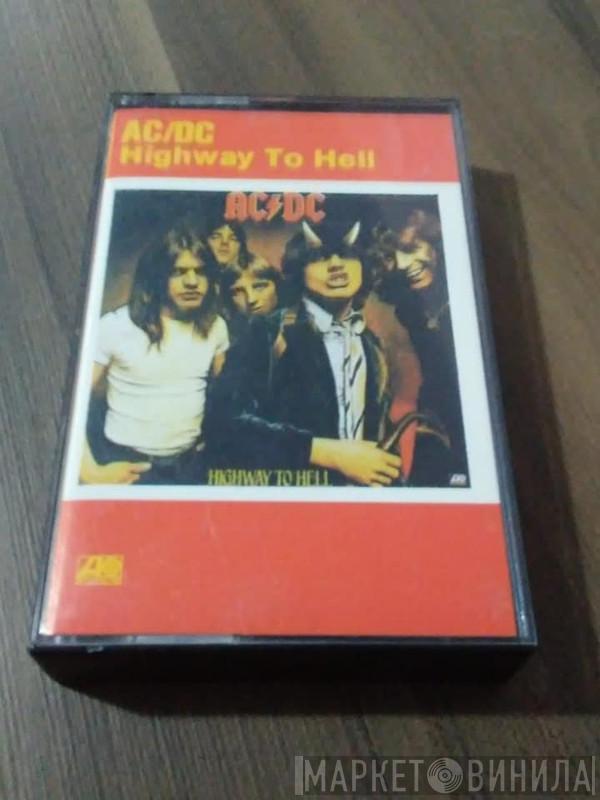 AC/DC
Highway To Hell
AC⚡DC
HIGHWAY TO HELL
МАРКЕТ ВИНИЛА